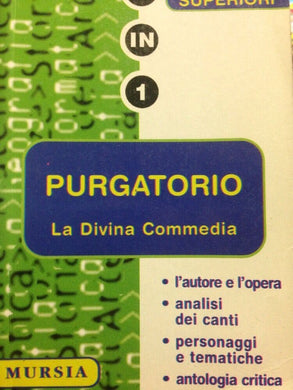 SUPERIORI
IN
1
PURGATORIO
La Divina Commedia
• l'autore e l'opera
• analisi
dei canti
• personaggi
e tematiche
• antologia critica
MURSIA